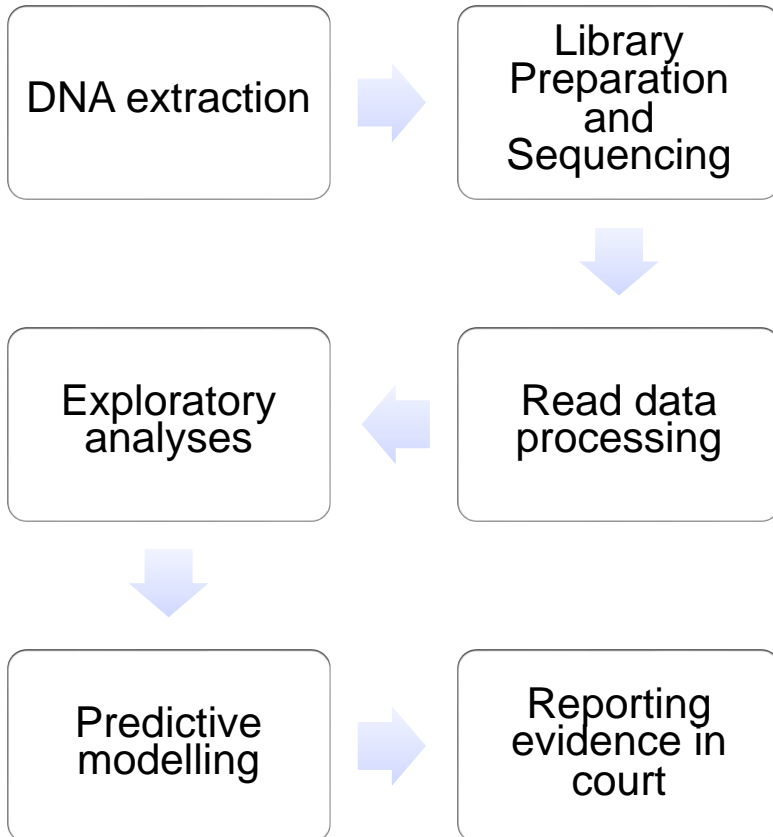 DNA extraction
Library
Preparation
and
Sequencing
Read data
processing
Exploratory
analyses
Predictive
modelling
Reporting
evidence in
court